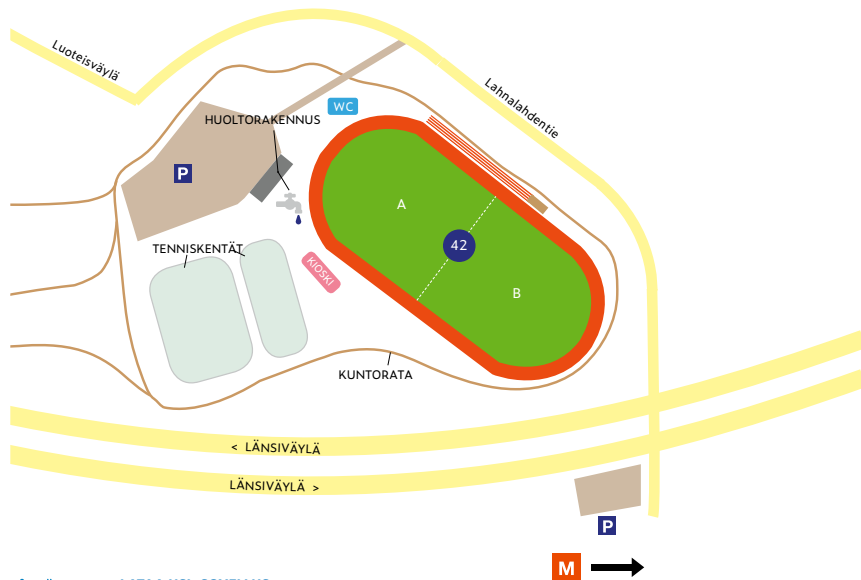 Luoteisväylä
Lahnalahdentie
WC
HUOLTORAKENNUS
P
A
42
TENNISKENTÄT
KIOSKI
B
KUNTORATA
< LÄNSIVÄYLÄ
LÄNSIVÄYLÄ >
P
M